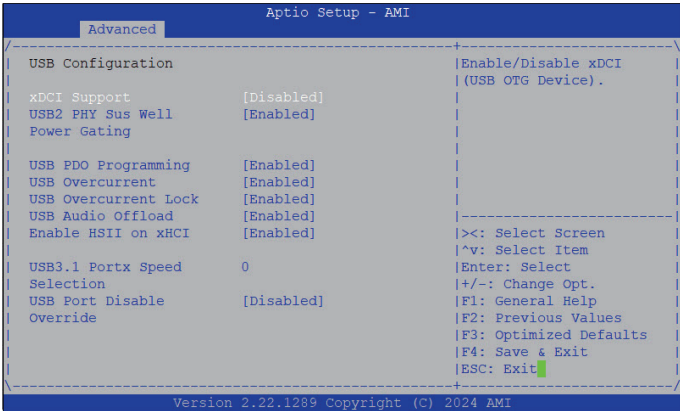 Aptio Setup - AMI
Advanced
USB Configuration
xDCI Support [Disabled]
USB2 PHY Sus Well [Enabled]
Power Gating
USB PDO Programming [Enabled]
USB Overcurrent [Enabled]
USB Overcurrent Lock [Enabled]
USB Audio Offload [Enabled]
Enable HSII on xHCI [Enabled]
USB3.1 Portx Speed 0
Selection
USB Port Disable [Disabled]
Override
Enable/Disable xDCI
(USB OTG Device).
><: Select Screen
^v: Select Item
Enter: Select
+/-: Change Opt.
F1: General Help
F2: Previous Values
F3: Optimized Defaults
F4: Save & Exit
ESC: Exit
Version 2.22.1289 Copyright (C) 2024 AMI